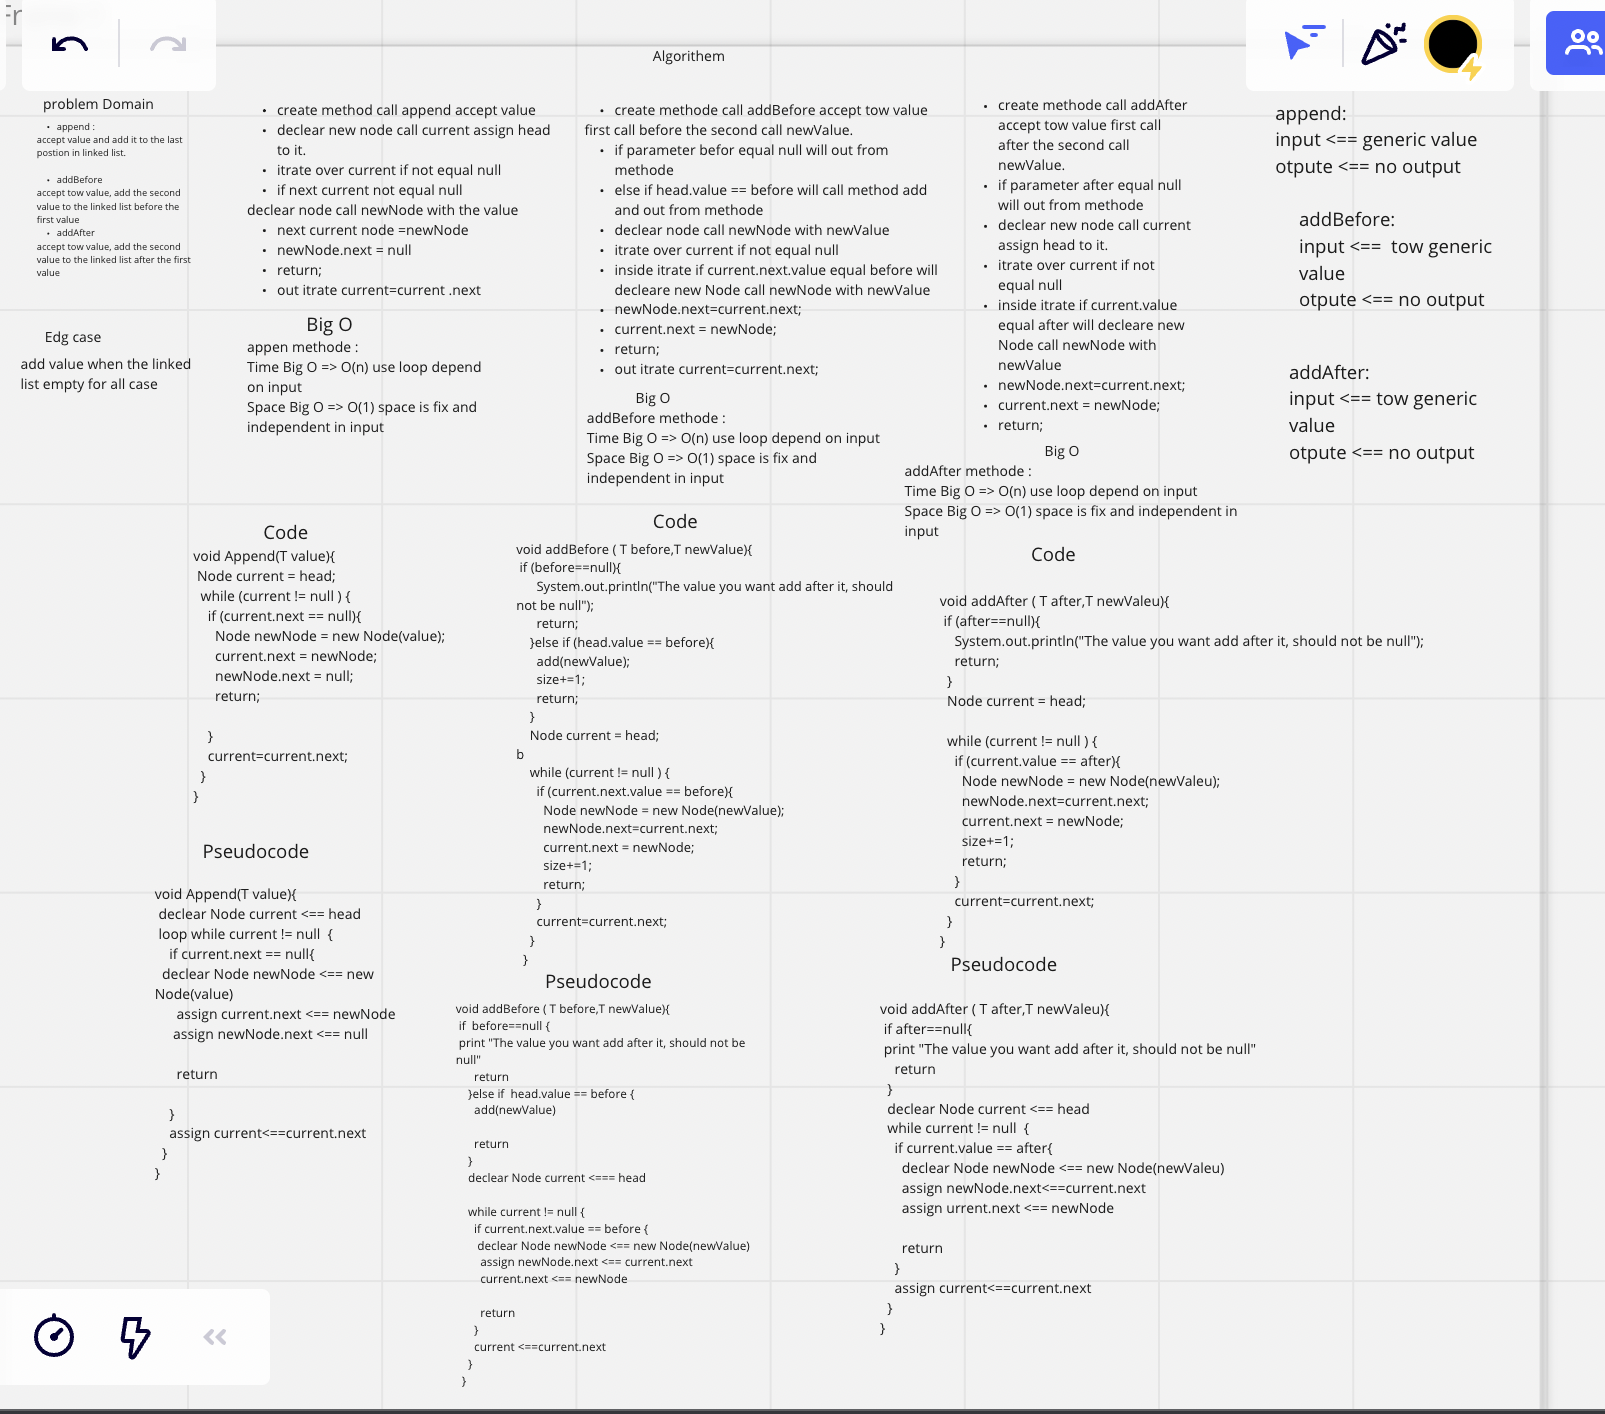 Fr
Algorithem
problem Domain
• append :
accept value and add it to the last
postion in linked list.
• addBefore
accept tow value, add the second
value to the linked list before the
first value
• addAfter
accept tow value, add the second
value to the linked list after the first
value
Edg case
add value when the linked
list empty for all case
• create method call append accept value
• declear new node call current assign head
to it.
• itrate over current if not equal null
• if next current not equal null
declear node call newNode with the value
• next current node =newNode
• newNode.next = null
• return;
• out itrate current=current .next
Big O
appen methode :
Time Big O => O(n) use loop depend
on input
Space Big O => O(1) space is fix and
independent in input
• create methode call addBefore accept tow value
first call before the second call newValue.
• if parameter befor equal null will out from
methode
• else if head.value == before will call method add
and out from methode
• declear node call newNode with newValue
• itrate over current if not equal null
• inside itrate if current.next.value equal before will
decleare new Node call newNode with newValue
• newNode.next=current.next;
• current.next = newNode;
• return;
• out itrate current=current.next;
Big O
addBefore methode :
Time Big O => O(n) use loop depend on input
Space Big O => O(1) space is fix and
independent in input
• create methode call addAfter
accept tow value first call
after the second call
newValue.
• if parameter after equal null
will out from methode
• declear new node call current
assign head to it.
• itrate over current if not
equal null
• inside itrate if current.value
equal after will decleare new
Node call newNode with
newValue
• newNode.next=current.next;
• current.next = newNode;
• return;
Big O
addAfter methode :
Time Big O => O(n) use loop depend on input
Space Big O => O(1) space is fix and independent in
input
append:
input <== generic value
otpute <== no output
addBefore:
input <==  tow generic
value
otpute <== no output
addAfter:
input <== tow generic
value
otpute <== no output
Code
void Append(T value){
Node current = head;
while (current != null ) {
if (current.next == null){
Node newNode = new Node(value);
current.next = newNode;
newNode.next = null;
return;
}
current=current.next;
}
}
Pseudocode
void Append(T value){
declear Node current <== head
loop while current != null  {
if current.next == null{
declear Node newNode <== new
Node(value)
assign current.next <== newNode
assign newNode.next <== null
return
}
assign current<==current.next
}
}
Code
void addBefore ( T before,T newValue){
if (before==null){
System.out.println("The value you want add after it, should
not be null");
return;
}else if (head.value == before){
add(newValue);
size+=1;
return;
}
Node current = head;
b
while (current != null ) {
if (current.next.value == before){
Node newNode = new Node(newValue);
newNode.next=current.next;
current.next = newNode;
size+=1;
return;
}
current=current.next;
}
}
Pseudocode
void addBefore ( T before,T newValue){
if  before==null {
print "The value you want add after it, should not be
null"
return
}else if  head.value == before {
add(newValue)
return
}
declear Node current <=== head
while current != null {
if current.next.value == before {
declear Node newNode <== new Node(newValue)
assign newNode.next <== current.next
current.next <== newNode
return
}
current <==current.next
}
}
Code
void addAfter ( T after,T newValeu){
if (after==null){
System.out.println("The value you want add after it, should not be null");
return;
}
Node current = head;
while (current != null ) {
if (current.value == after){
Node newNode = new Node(newValeu);
newNode.next=current.next;
current.next = newNode;
size+=1;
return;
}
current=current.next;
}
}
Pseudocode
void addAfter ( T after,T newValeu){
if after==null{
print "The value you want add after it, should not be null"
return
}
declear Node current <== head
while current != null  {
if current.value == after{
declear Node newNode <== new Node(newValeu)
assign newNode.next<==current.next
assign urrent.next <== newNode
return
}
assign current<==current.next
}
}